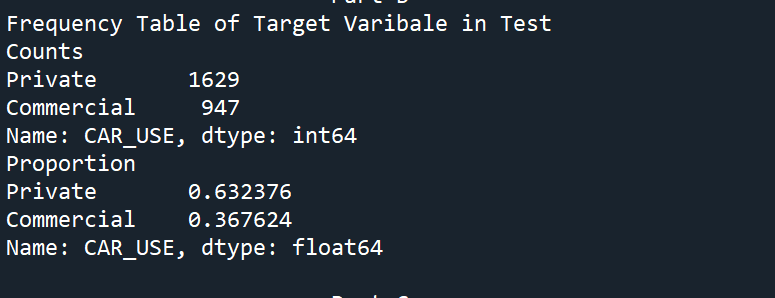 Frequency Table of Target Varibale in Test
Counts
Private       1629
Commercial     947
Name: CAR_USE, dtype: int64
Proportion
Private       0.632376
Commercial    0.367624
Name: CAR_USE, dtype: float64